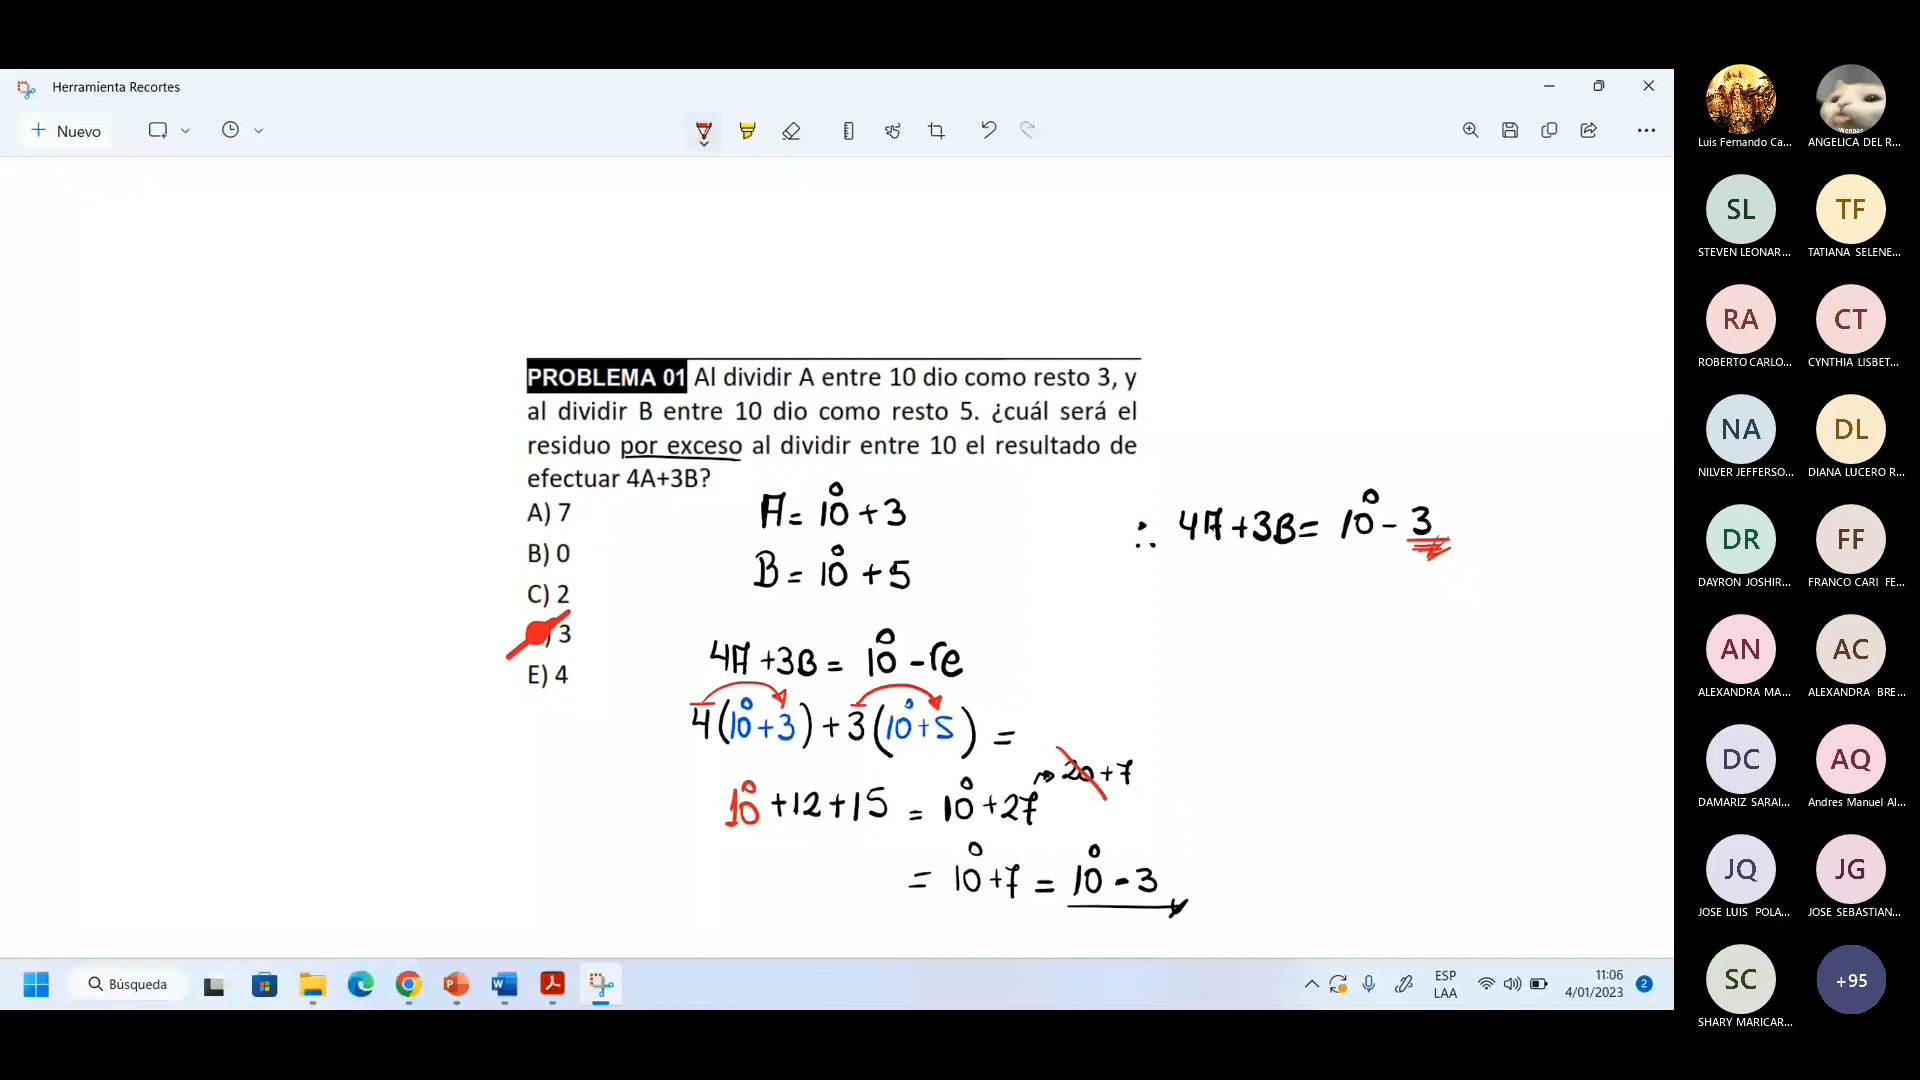 Herramienta Recortes
Nuevo
PROBLEMA 01 Al dividir A entre 10 dio como resto 3, y
al dividir B entre 10 dio como resto 5. ¿cuál será el
residuo por exceso al dividir entre 10 el resultado de
efectuar 4A+3B?
A) 7
B) 0
C) 2
) 3
E) 4
A = 10° + 3
B = 10° + 5
4A + 3B = 10° - re
4(10° + 3) + 3(10° + 5) =
10° + 12 + 15 = 10° + 27 → 20 + 7
= 10° + 7 = 10° - 3
∴ 4A + 3B = 10° - 3
Luis Fernando Ca...
ANGELICA DEL R...
Wenaas
SL
STEVEN LEONAR...
TF
TATIANA SELENE...
RA
ROBERTO CARLO...
CT
CYNTHIA LISBET...
NA
NILVER JEFFERSO...
DL
DIANA LUCERO R...
DR
DAYRON JOSHIR...
FF
FRANCO CARI FE...
AN
ALEXANDRA MA...
AC
ALEXANDRA BRE...
DC
DAMARIZ SARAI...
AQ
Andres Manuel Al...
JQ
JOSE LUIS POLA...
JG
JOSE SEBASTIAN...
SC
SHARY MARICAR...
+95
Búsqueda
ESP
LAA
11:06
4/01/2023
2